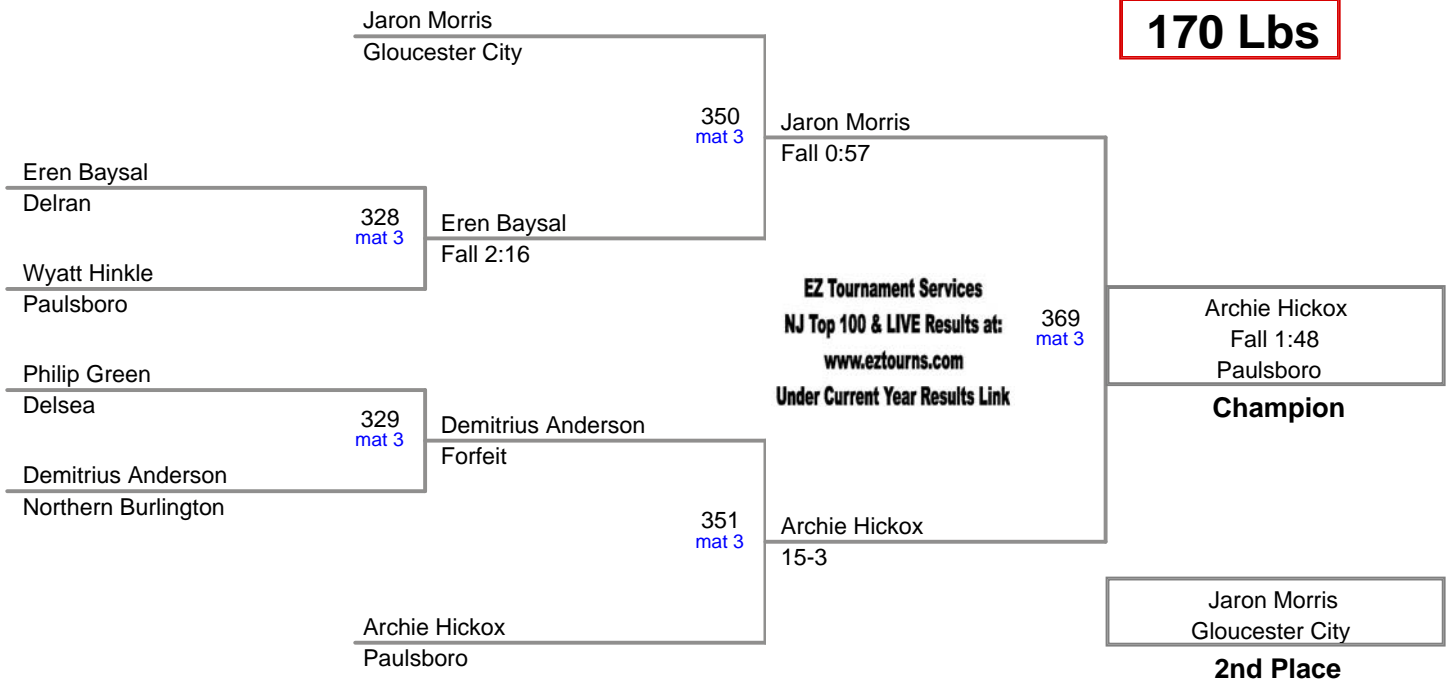 170 Lbs
Jaron Morris
Gloucester City
350
mat 3
Jaron Morris
Fall 0:57
Eren Baysal
Delran
328
mat 3
Eren Baysal
Fall 2:16
Wyatt Hinkle
Paulsboro
EZ Tournament Services
NJ Top 100 & LIVE Results at:
www.eztourns.com
Under Current Year Results Link
369
mat 3
Archie Hickox
Fall 1:48
Paulsboro
Champion
Philip Green
Delsea
329
mat 3
Demitrius Anderson
Forfeit
Demitrius Anderson
Northern Burlington
351
mat 3
Archie Hickox
15-3
Archie Hickox
Paulsboro
Jaron Morris
Gloucester City
2nd Place